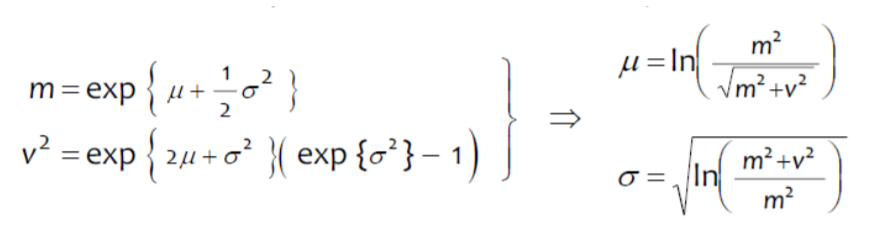 m = exp { μ + 1/2 σ² }
v² = exp { 2μ + σ² }( exp {σ²} − 1 )
⇒
μ = ln( m² / √m² + v² )
σ = √ln( m² + v² / m² )